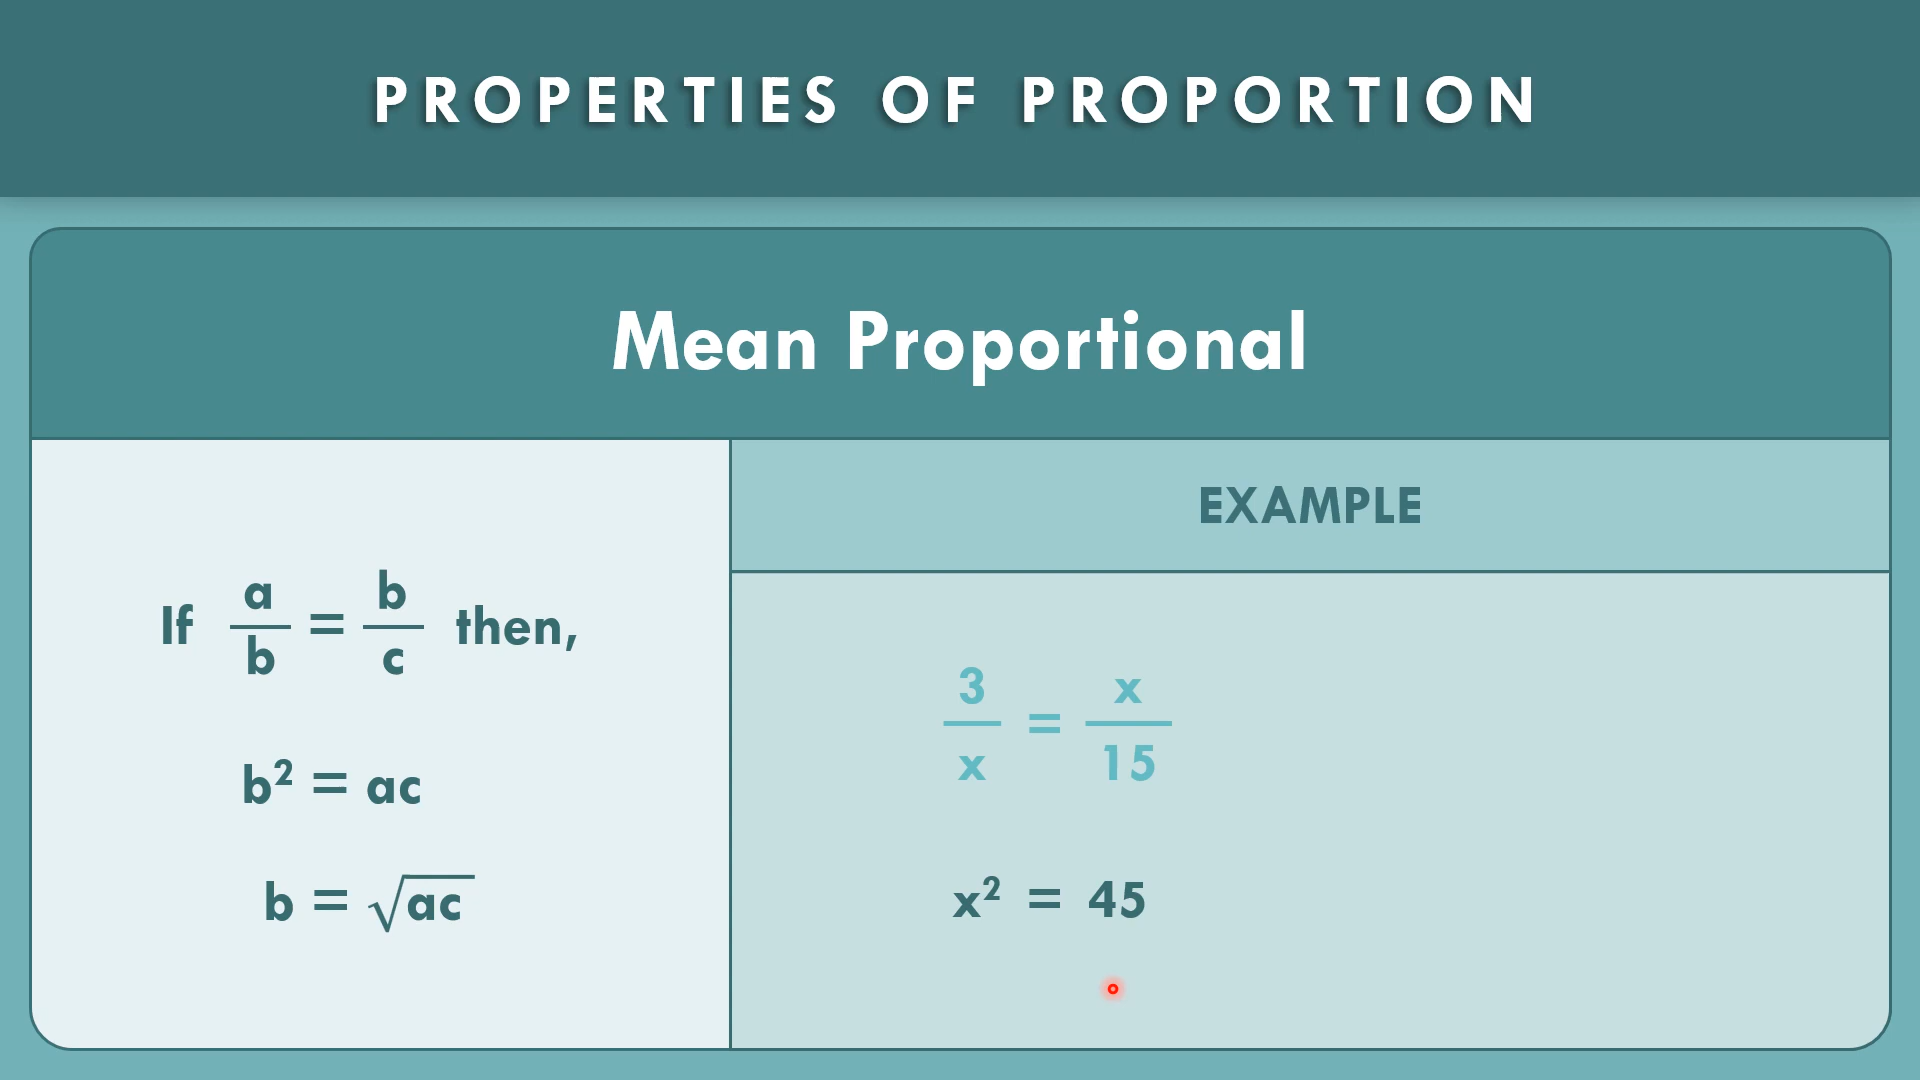 PROPERTIES OF PROPORTION
Mean Proportional
If a/b = b/c then,
b² = ac
b = √ac
EXAMPLE
3/x = x/15
x² = 45